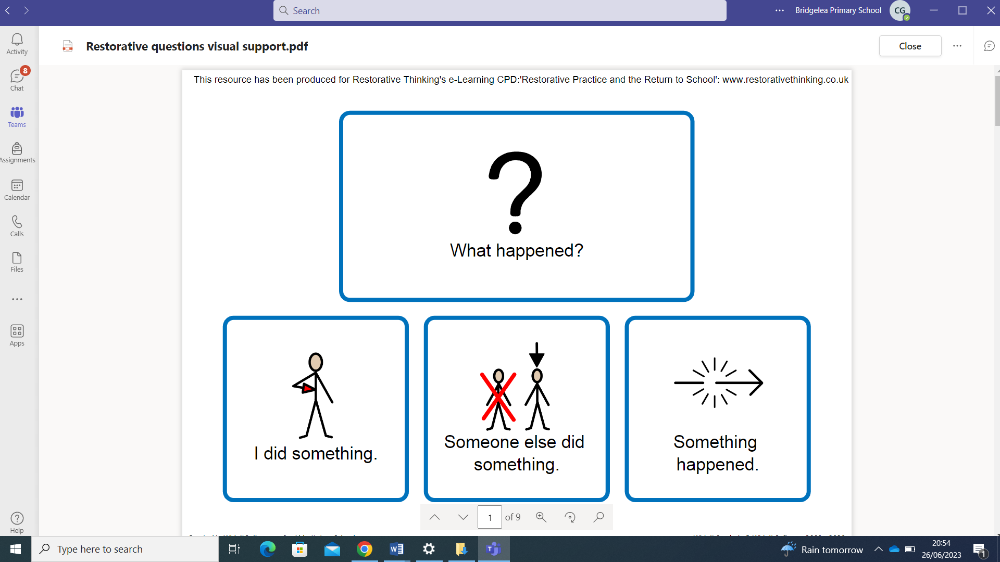 Search
Bridgelea Primary School
CG
Activity
8
Chat
Teams
Assignments
Calendar
Calls
Files
Apps
Help
Restorative questions visual support.pdf
Close
This resource has been produced for Restorative Thinking's e-Learning CPD:'Restorative Practice and the Return to School': www.restorativethinking.co.uk
?
What happened?
I did something.
Someone else did
something.
Something
happened.
1 of 9
Type here to search
Rain tomorrow
20:54
26/06/2023
1